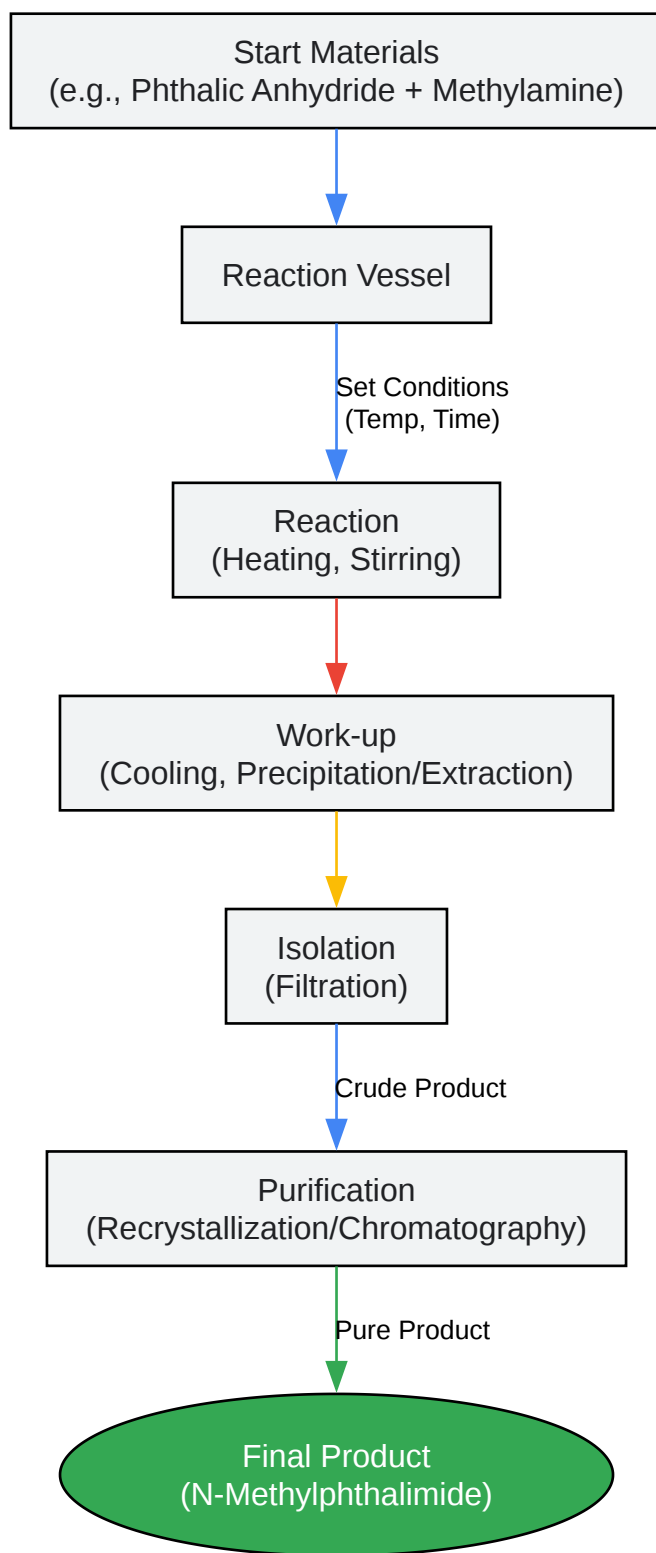 Start Materials
(e.g., Phthalic Anhydride + Methylamine)
Reaction Vessel
Set Conditions
(Temp, Time)
Reaction
(Heating, Stirring)
Work-up
(Cooling, Precipitation/Extraction)
Isolation
(Filtration)
Crude Product
Purification
(Recrystallization/Chromatography)
Pure Product
Final Product
(N-Methylphthalimide)